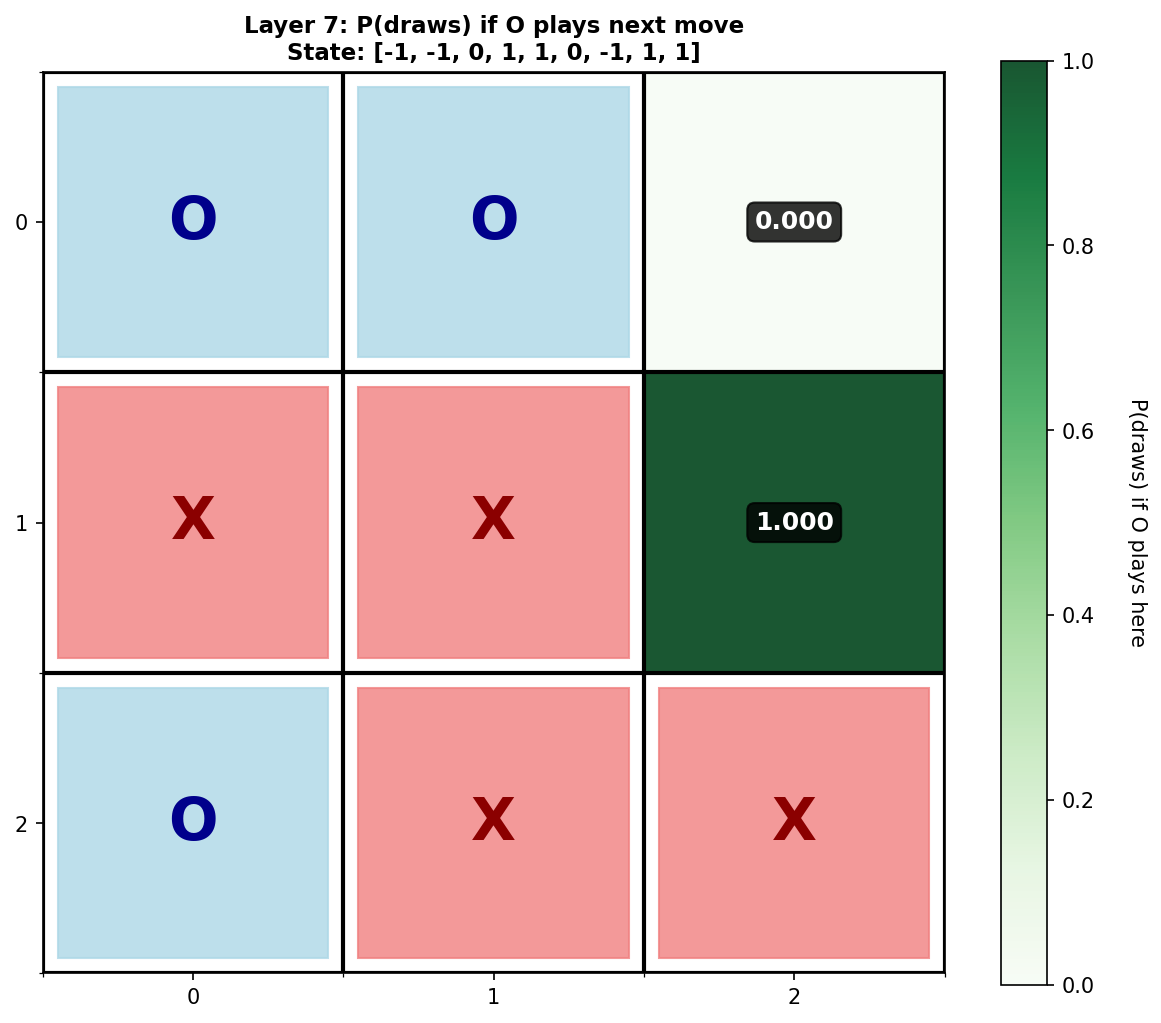 Layer 7: P(draws) if O plays next move
State: [-1, -1, 0, 1, 1, 0, -1, 1, 1]
0
O
O
0.000
1
X
X
1.000
2
O
X
X
0
1
2
1.0
0.8
0.6
0.4
0.2
0.0
P(draws) if O plays here